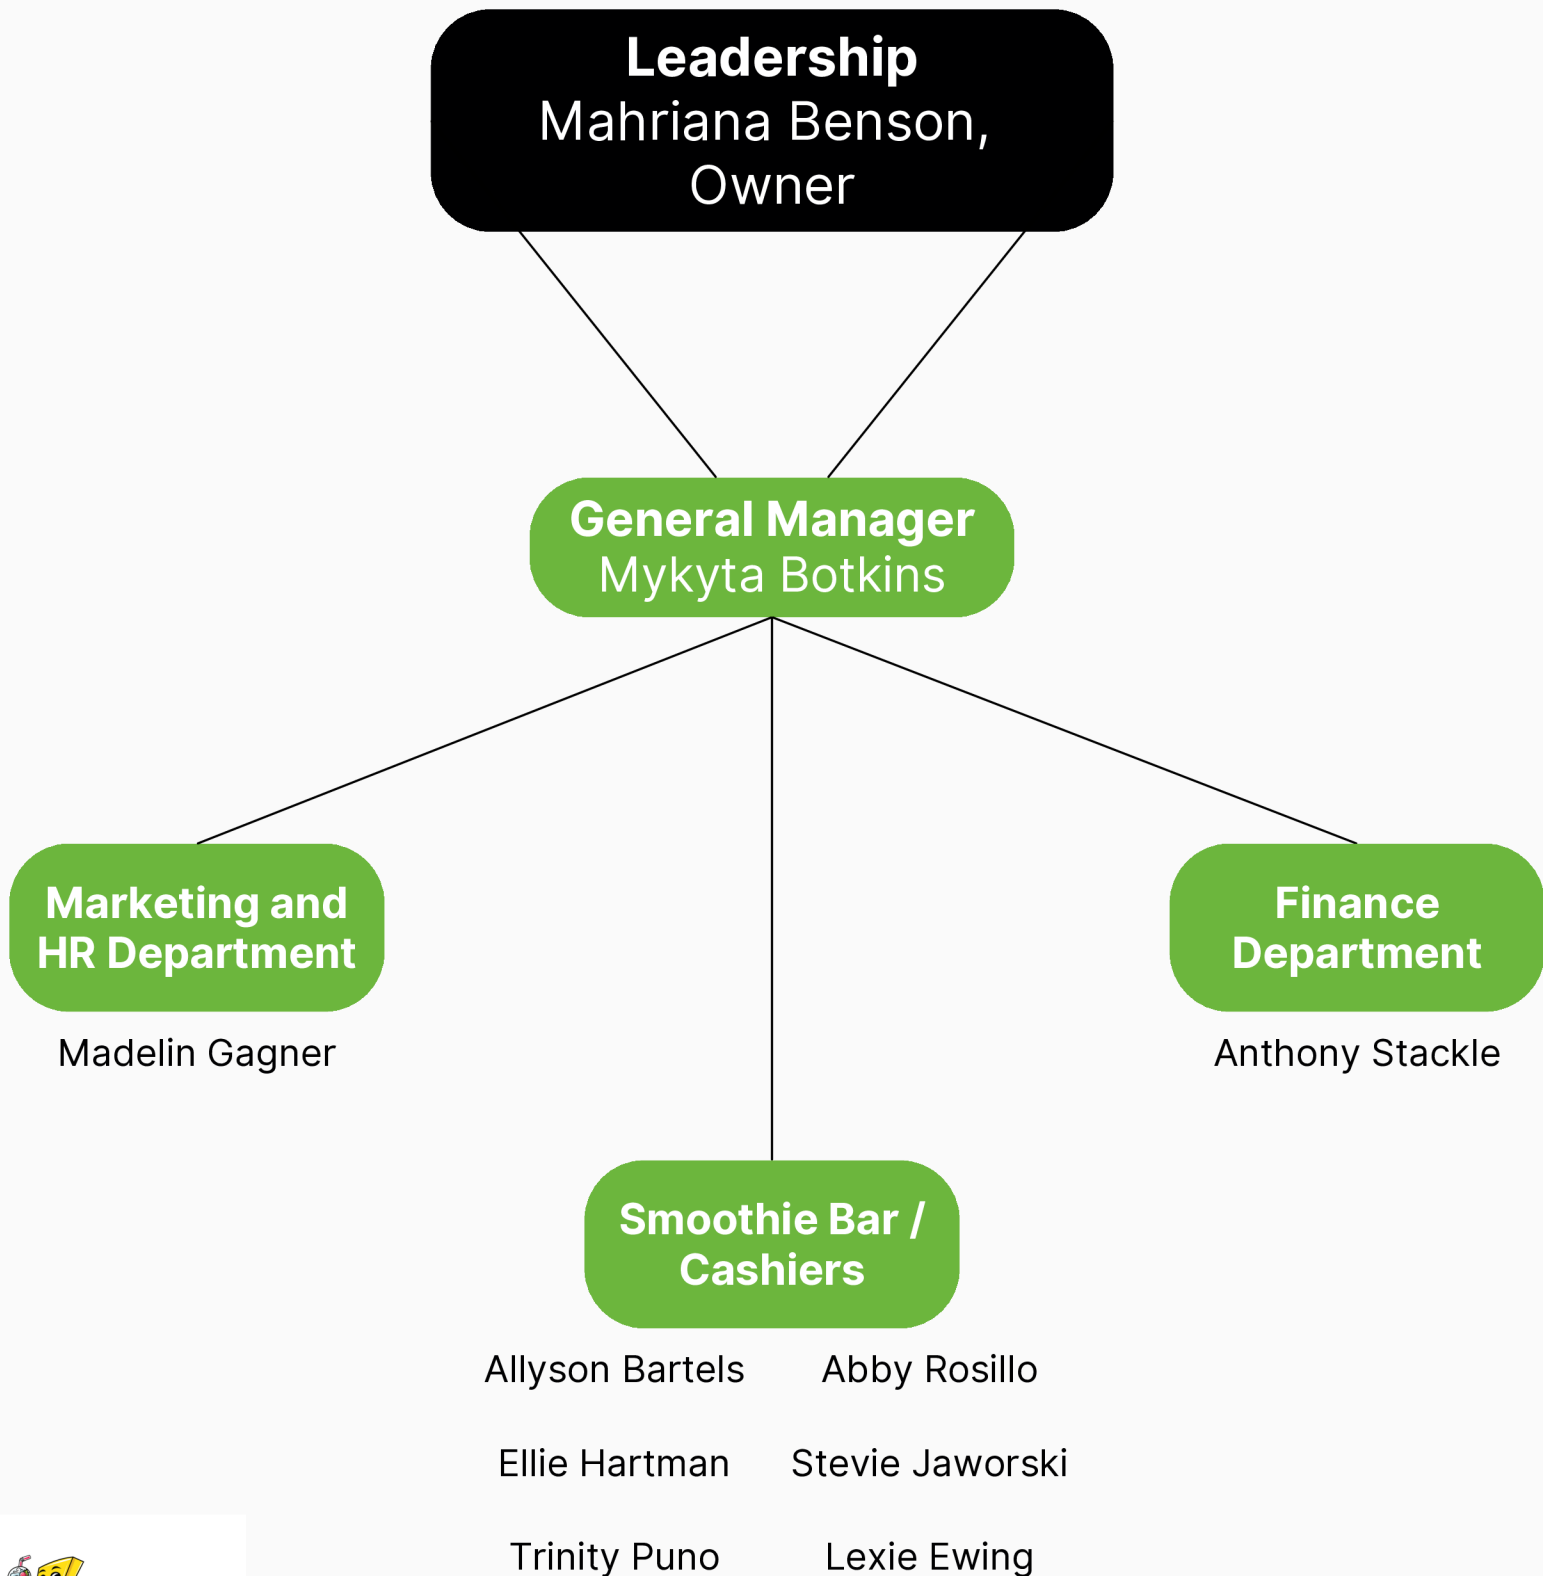 Leadership
Mahriana Benson,
Owner
General Manager
Mykyta Botkins
Marketing and
HR Department
Madelin Gagner
Finance
Department
Anthony Stackle
Smoothie Bar /
Cashiers
Allyson Bartels
Abby Rosillo
Ellie Hartman
Stevie Jaworski
Trinity Puno
Lexie Ewing